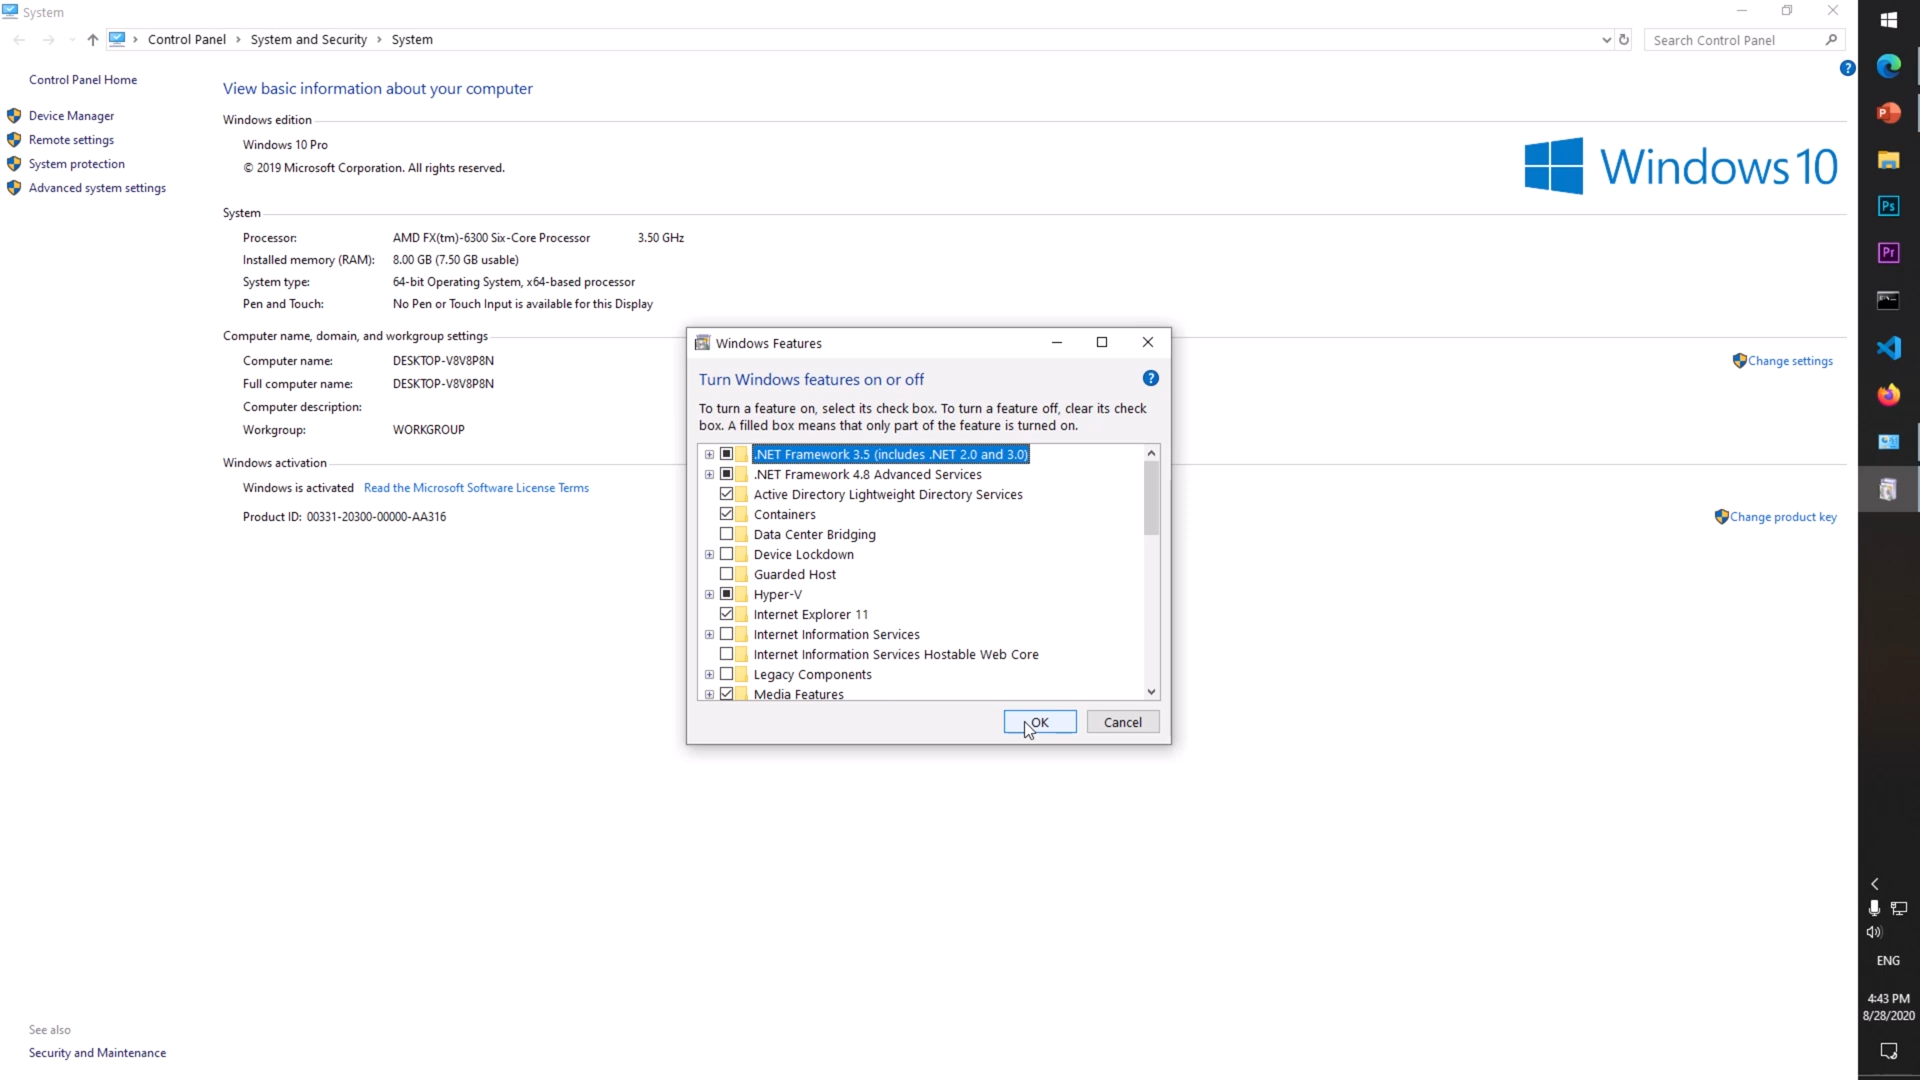 System
Control Panel › System and Security › System
Search Control Panel
Control Panel Home
Device Manager
Remote settings
System protection
Advanced system settings
View basic information about your computer
Windows edition
Windows 10 Pro
© 2019 Microsoft Corporation. All rights reserved.
Windows 10
System
Processor: AMD FX(tm)-6300 Six-Core Processor 3.50 GHz
Installed memory (RAM): 8.00 GB (7.50 GB usable)
System type: 64-bit Operating System, x64-based processor
Pen and Touch: No Pen or Touch Input is available for this Display
Computer name, domain, and workgroup settings
Computer name: DESKTOP-V8V8P8N
Full computer name: DESKTOP-V8V8P8N
Computer description:
Workgroup: WORKGROUP
Change settings
Windows activation
Windows is activated Read the Microsoft Software License Terms
Product ID: 00331-20300-00000-AA316
Change product key
Windows Features
Turn Windows features on or off
To turn a feature on, select its check box. To turn a feature off, clear its check
box. A filled box means that only part of the feature is turned on.
.NET Framework 3.5 (includes .NET 2.0 and 3.0)
.NET Framework 4.8 Advanced Services
Active Directory Lightweight Directory Services
Containers
Data Center Bridging
Device Lockdown
Guarded Host
Hyper-V
Internet Explorer 11
Internet Information Services
Internet Information Services Hostable Web Core
Legacy Components
Media Features
OK
Cancel
See also
Security and Maintenance
P
Ps
Pr
ENG
4:43 PM
8/28/2020